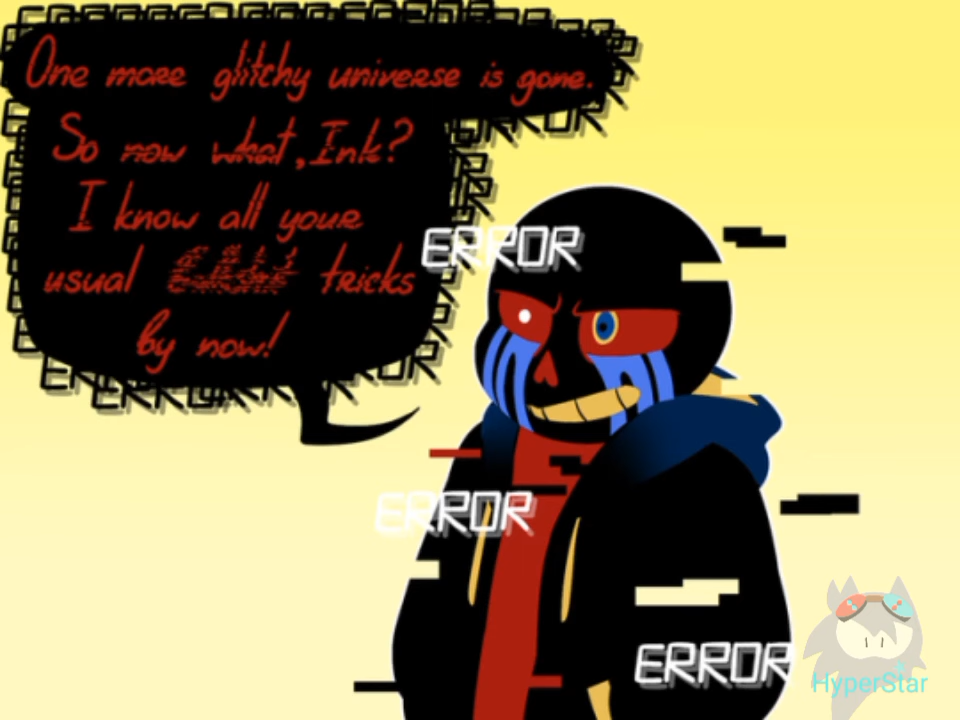 One more glitchy universe is gone.
So now what, Ink?
I know all your
usual tricks
by now!
ERROR
ERROR
ERROR
HyperStar